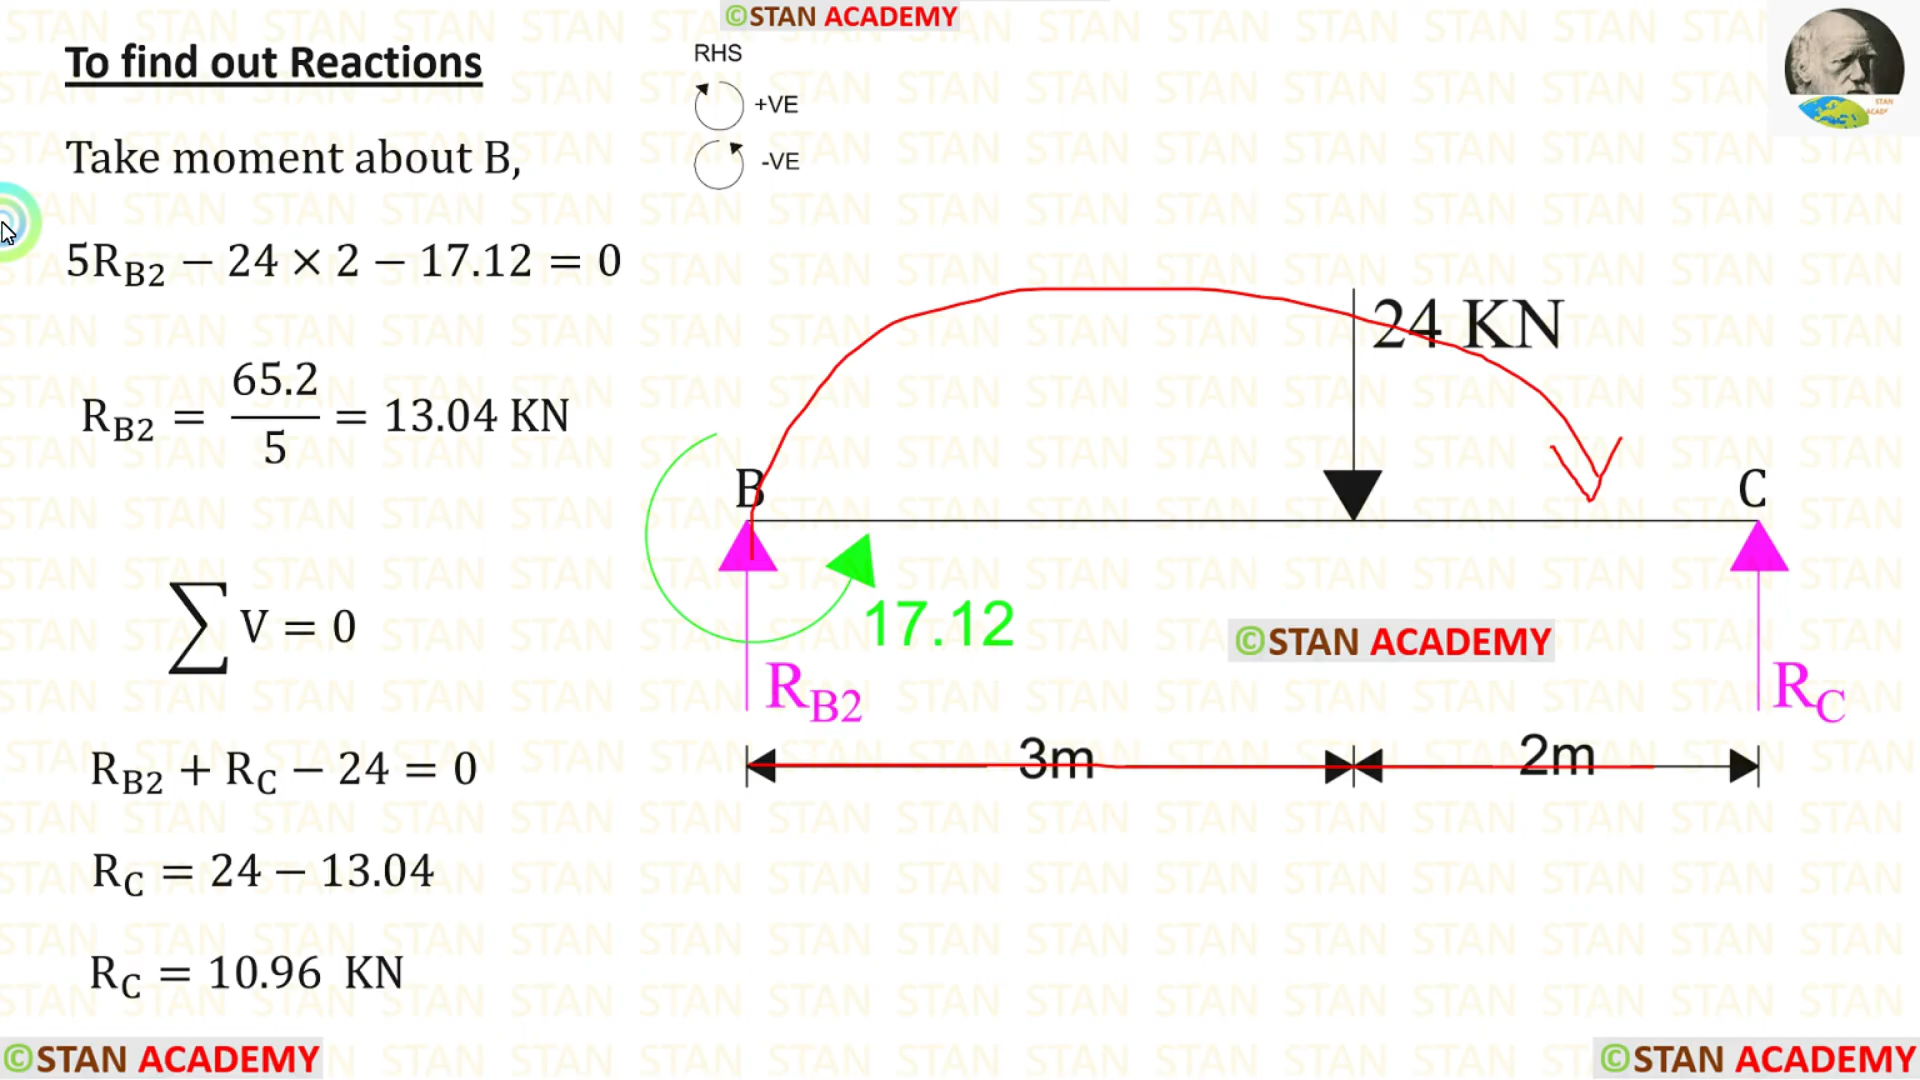 ©STAN ACADEMY
To find out Reactions
RHS
+VE
-VE
STAN
ACADF
Take moment about B,
5R_B2 − 24 × 2 − 17.12 = 0
R_B2 = 65.2/5 = 13.04 KN
24 KN
B
C
17.12
©STAN ACADEMY
∑ V = 0
R_B2
R_C
3m
2m
R_B2 + R_C − 24 = 0
R_C = 24 − 13.04
R_C = 10.96 KN
©STAN ACADEMY
©STAN ACADEMY